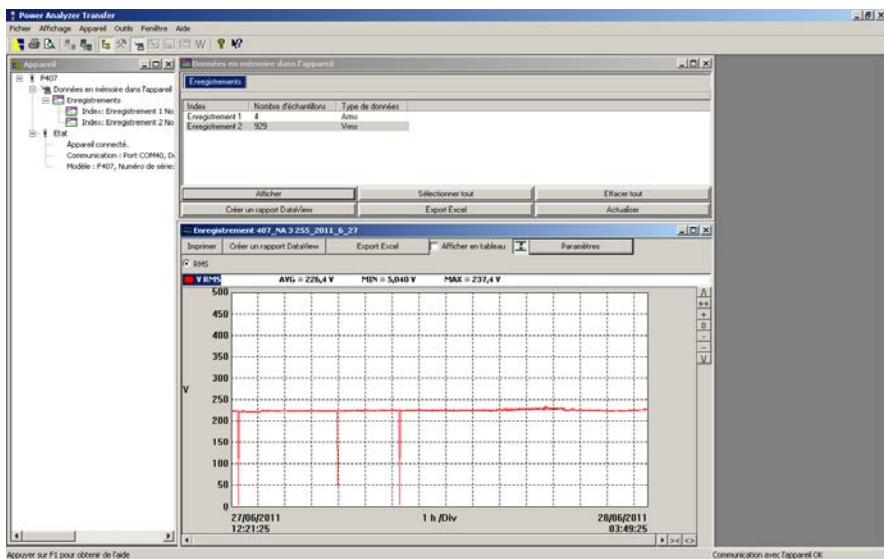 Power Analyzer Transfer
Fichier Affichage Appareil Outils Fenêtre Aide
W
Appareil
F407
Données en mémoire dans l'appareil
Enregistrements
Index: Enregistrement 1 No
Index: Enregistrement 2 No
Etat
Appareil connecté.
Communication : Port COM40, D
Modèle : F407, Numéro de série:
Données en mémoire dans l'appareil
Enregistrements
Index Nombre d'échantillons Type de données
Enregistrement 1 4 Arms
Enregistrement 2 929 Vrms
Afficher Sélectionner tout Effacer tout
Créer un rapport DataView Export Excel Actualiser
Enregistrement 407_NA 3 255_2011_6_27
Imprimer Créer un rapport DataView Export Excel Afficher en tableau Paramètres
RMS
V RMS AVG = 226,4 V MIN = 5,040 V MAX = 237,4 V
500
450
400
350
300
V
250
200
150
100
50
0
27/06/2011 1 h /Div 28/06/2011
12:21:25 03:49:25
++
+
0
-
--
Appuyer sur F1 pour obtenir de l'aide
Communication avec l'appareil OK